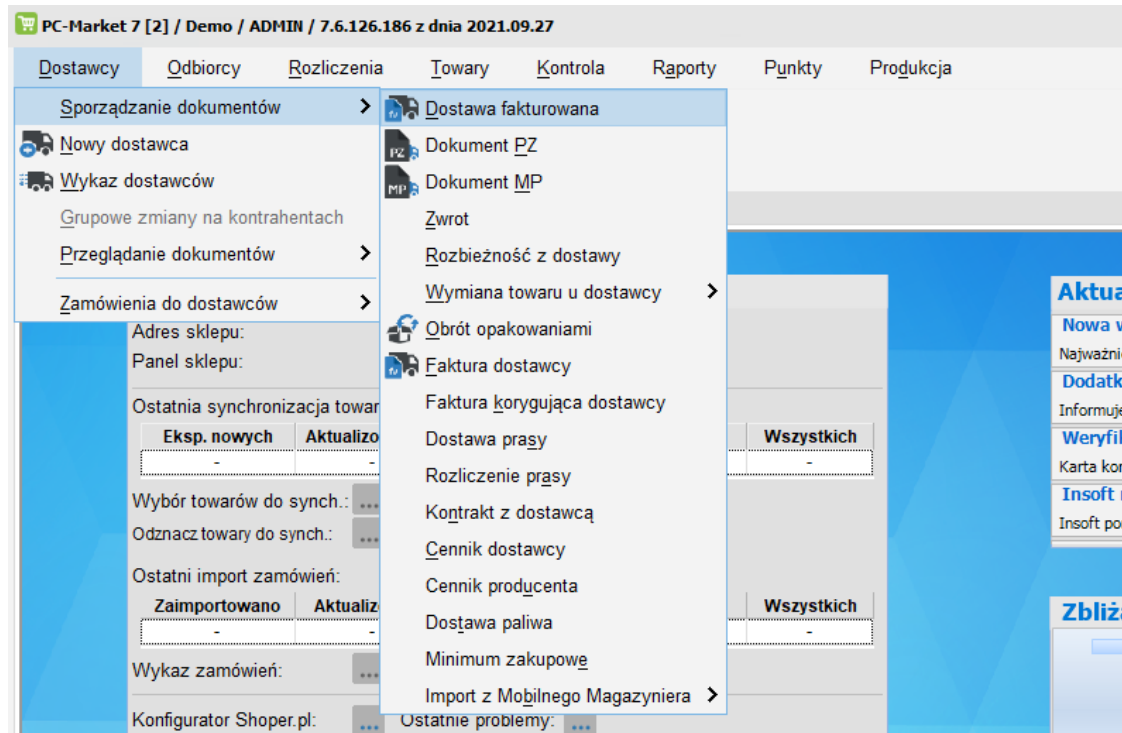 PC-Market 7 [2] / Demo / ADMIN / 7.6.126.186 z dnia 2021.09.27
Dostawcy Odbiorcy Rozliczenia Towary Kontrola Raporty Punkty Produkcja
Sporządzanie dokumentów
Nowy dostawca
Wykaz dostawców
Grupowe zmiany na kontrahentach
Przeglądanie dokumentów
Zamówienia do dostawców
Dostawa fakturowana
PZ Dokument PZ
MP Dokument MP
Zwrot
Rozbieżność z dostawy
Wymiana towaru u dostawcy
Obrót opakowaniami
Faktura dostawcy
Faktura korygująca dostawcy
Dostawa prasy
Rozliczenie prasy
Kontrakt z dostawcą
Cennik dostawcy
Cennik producenta
Dostawa paliwa
Minimum zakupowe
Import z Mobilnego Magazyniera
Adres sklepu:
Panel sklepu:
Ostatnia synchronizacja towar
Eksp. nowych Aktualizo Wszystkich
- - -
Wybór towarów do synch.: ...
Odznacz towary do synch.: ...
Ostatni import zamówień:
Zaimportowano Aktualiz Wszystkich
- - -
Wykaz zamówień: ...
Konfigurator Shoper.pl: ... Ostatnie problemy: ...
Aktua
Nowa
Najważni
Dodatk
Informuje
Weryfi
Karta kor
Insoft
Insoft po
Zbliż